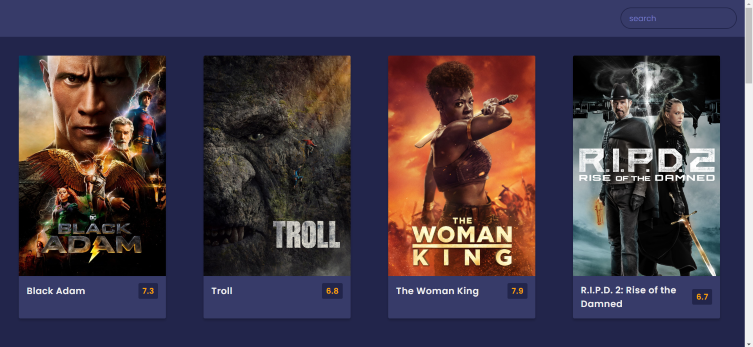 search
DC
BLACK
ADAM
TROLL
THE
WOMAN
KING
R.I.P.D.2
RISE OF THE DAMNED
Black Adam
7.3
Troll
6.8
The Woman King
7.9
R.I.P.D. 2: Rise of the
Damned
6.7